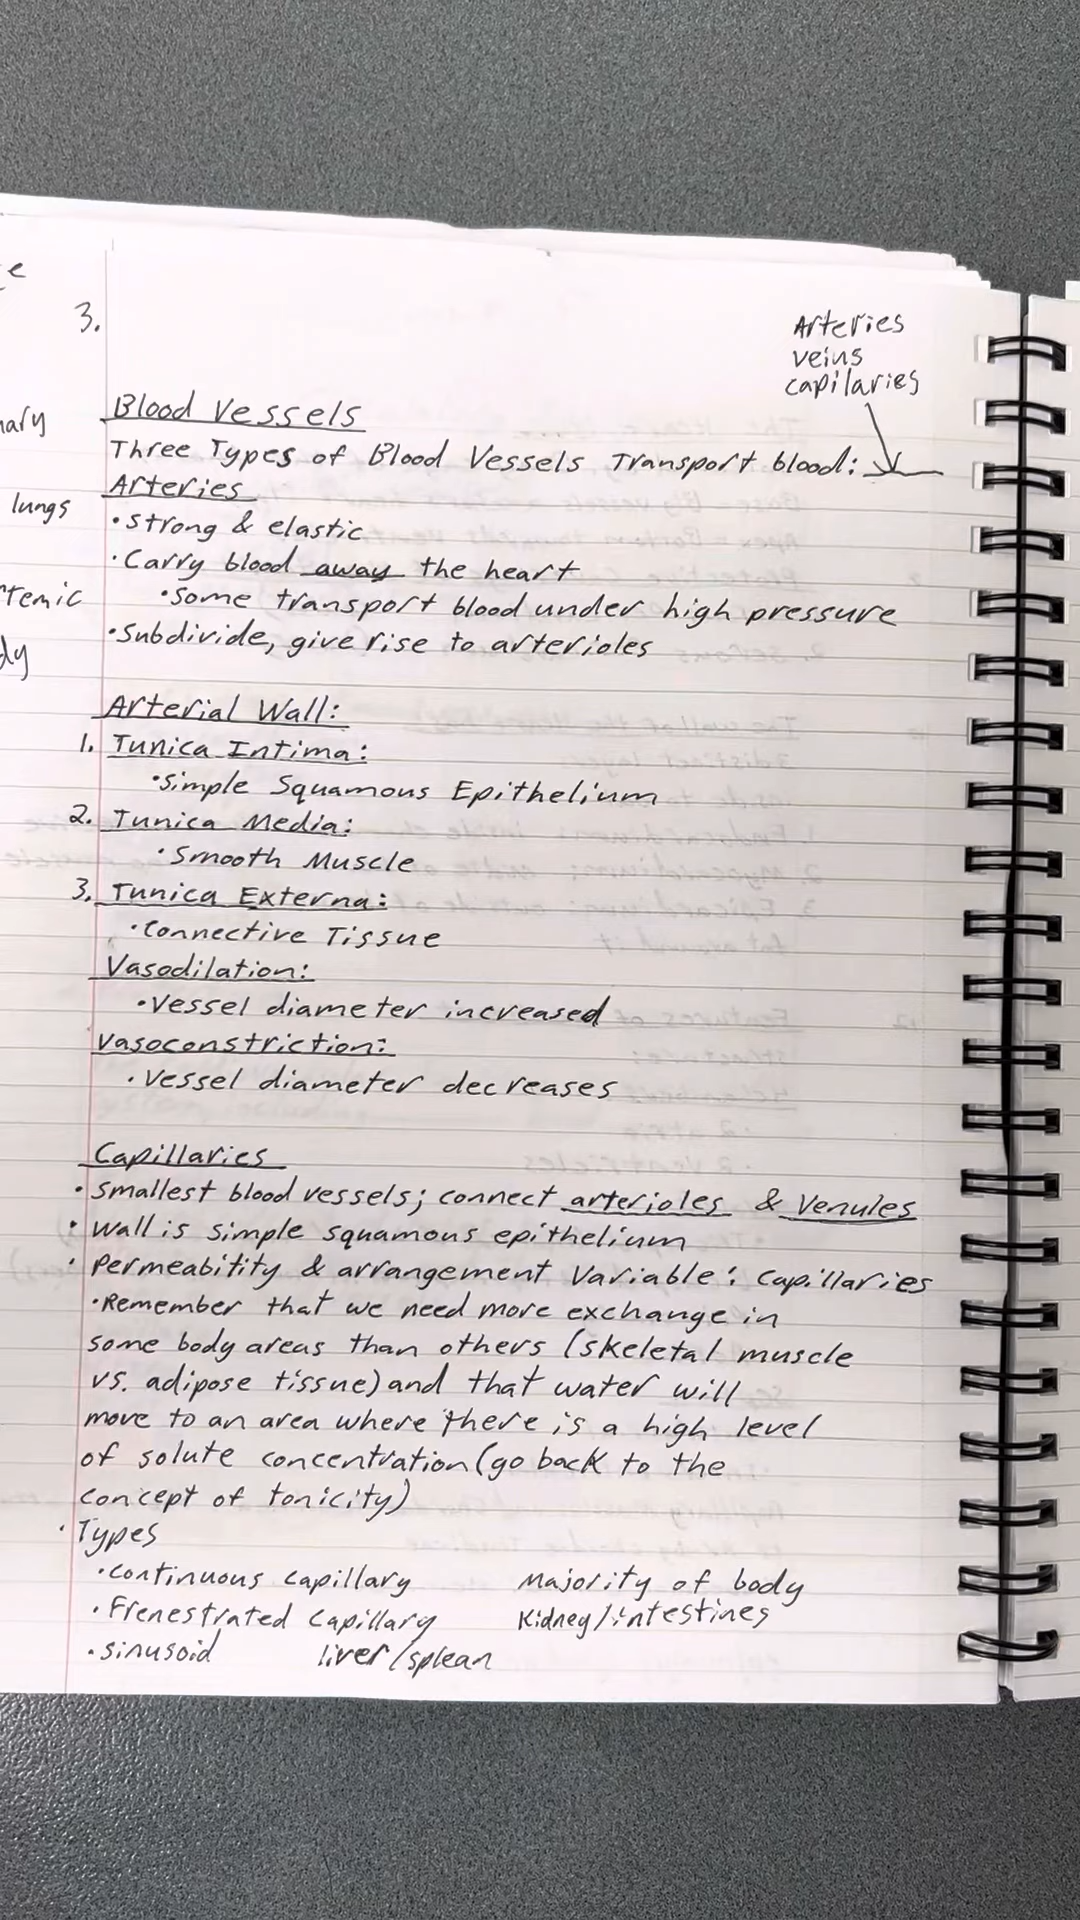 3.
Arteries
veins
capilaries
Blood Vessels
Three Types of Blood Vessels Transport blood:
Arteries
•Strong & elastic
•Carry blood away the heart
•Some transport blood under high pressure
•Subdivide, give rise to arterioles
Arterial Wall:
1. Tunica Intima:
•Simple Squamous Epithelium
2. Tunica Media:
•Smooth Muscle
3. Tunica Externa:
•Connective Tissue
Vasodilation:
•Vessel diameter increased
Vasoconstriction:
•Vessel diameter decreases
Capillaries
•Smallest blood vessels; connect arterioles & Venules
•Wall is simple squamous epithelium
•Permeabitity & arrangement Variable: Capillaries
•Remember that we need more exchange in
some body areas than others (skeletal muscle
vs. adipose tissue) and that water will
move to an area where there is a high level
of solute concentration (go back to the
concept of tonicity)
•Types
•Continuous Capillary Majority of body
•Frenestrated Capillary Kidney/intestines
•Sinusoid liver/splean
lungs